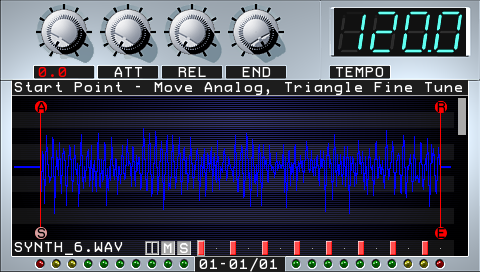 120.0
0.0 ATT REL END TEMPO
Start Point - Move Analog, Triangle Fine Tune
A R
S E
SYNTH_6.WAV M S
01-01/01